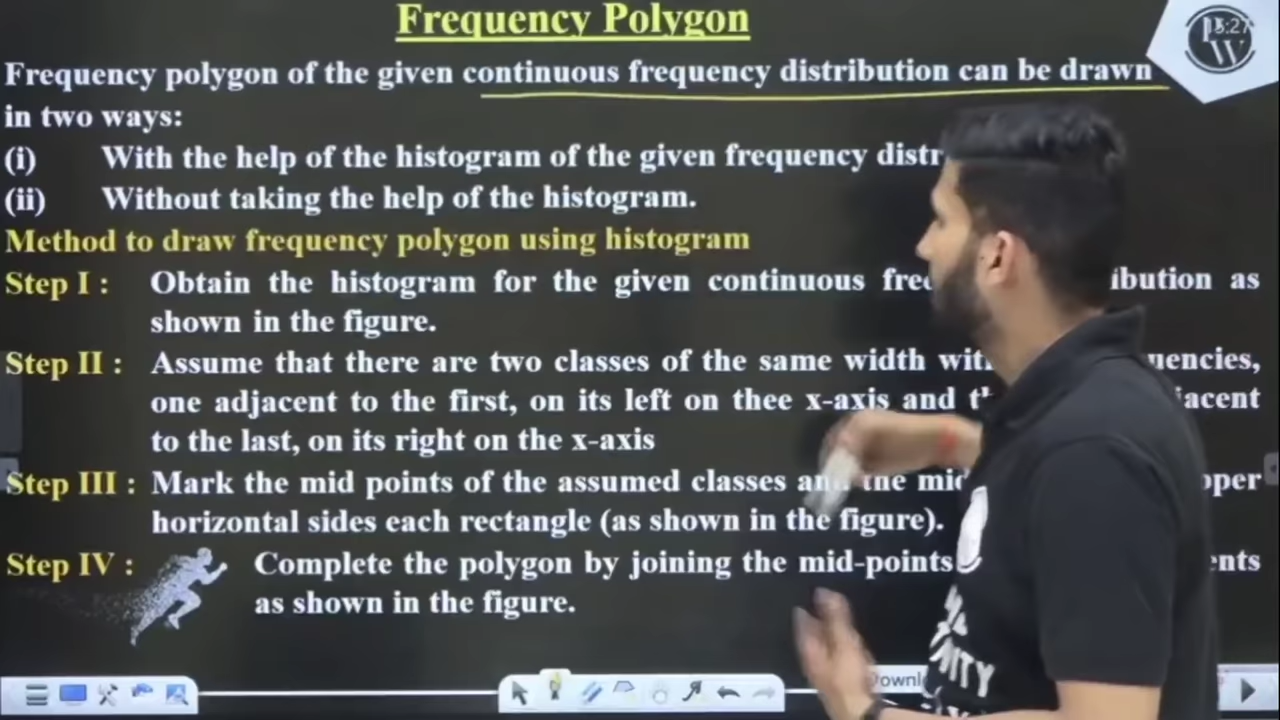 Frequency Polygon
15:27
W
Frequency polygon of the given continuous frequency distribution can be drawn
in two ways:
(i) With the help of the histogram of the given frequency distr
(ii) Without taking the help of the histogram.
Method to draw frequency polygon using histogram
Step I : Obtain the histogram for the given continuous fre ibution as
shown in the figure.
Step II : Assume that there are two classes of the same width wit uencies,
one adjacent to the first, on its left on thee x-axis and th jacent
to the last, on its right on the x-axis
Step III : Mark the mid points of the assumed classes and the mid pper
horizontal sides each rectangle (as shown in the figure).
Step IV : Complete the polygon by joining the mid-points ents
as shown in the figure.
Downl